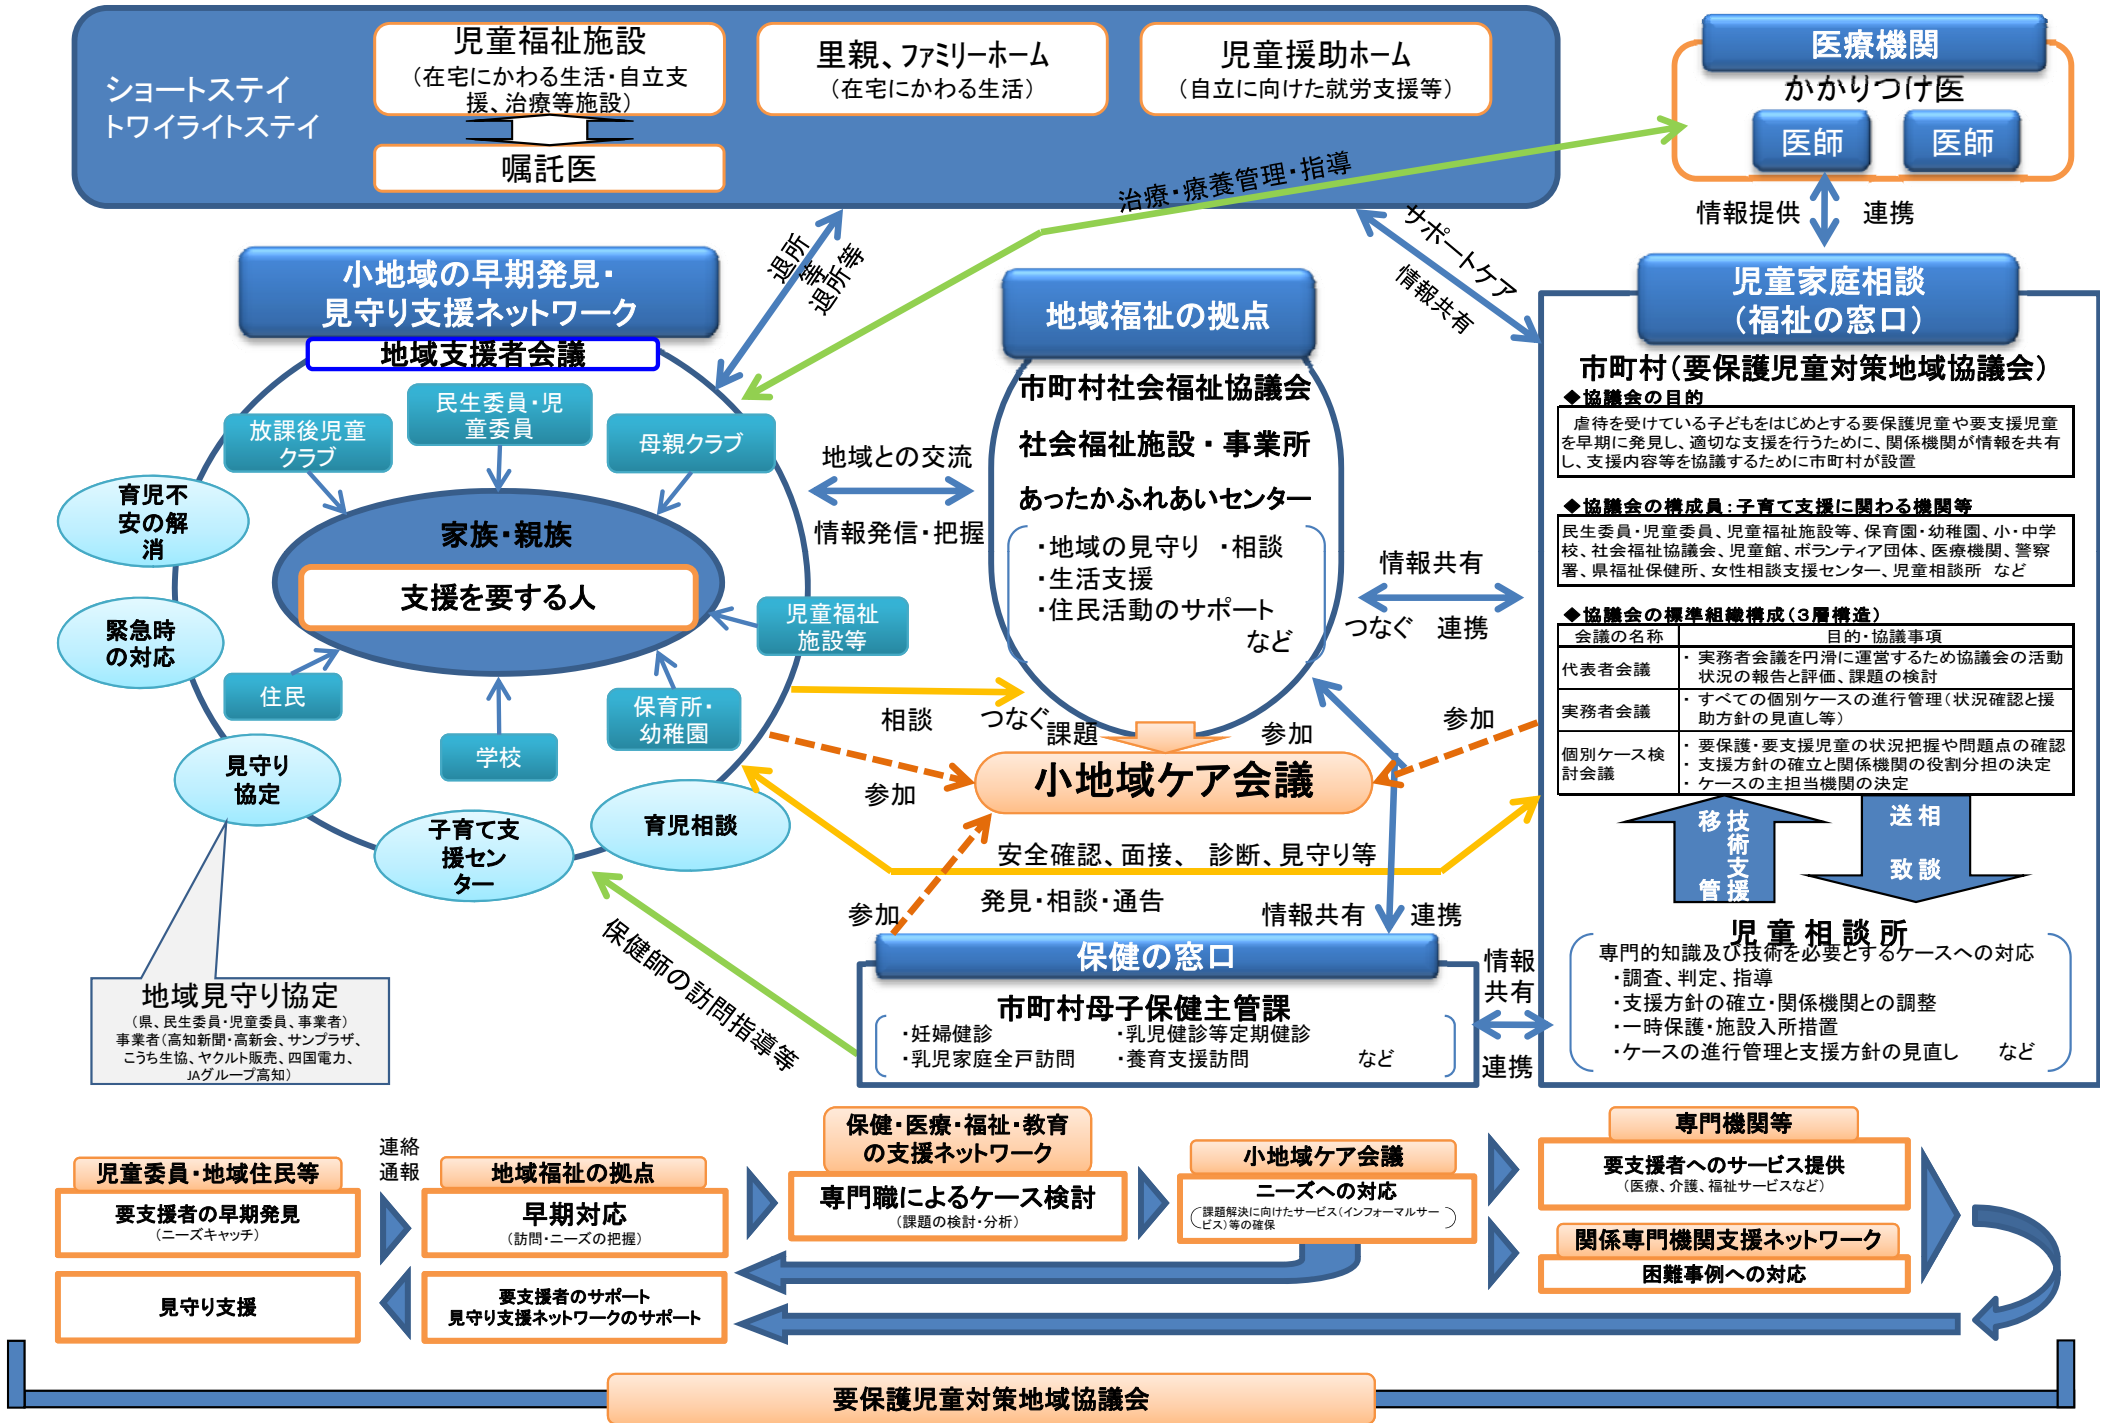 ショートステイ
トワイライトステイ
児童福祉施設
（在宅にかわる生活・自立支
援、治療等施設）
嘱託医
里親、ファミリーホーム
（在宅にかわる生活）
児童援助ホーム
（自立に向けた就労支援等）
医療機関
かかりつけ医
医師
医師
情報提供
連携
治療・療養管理・指導
退所
等
退所等
サポートケア
情報共有
小地域の早期発見・
見守り支援ネットワーク
地域支援者会議
放課後児童
クラブ
民生委員・児
童委員
母親クラブ
育児不
安の解
消
家族・親族
支援を要する人
緊急時
の対応
児童福祉
施設等
住民
学校
保育所・
幼稚園
見守り
協定
子育て支
援セン
ター
育児相談
地域見守り協定
（県、民生委員・児童委員、事業者）
事業者（高知新聞・高新会、サンプラザ、
こうち生協、ヤクルト販売、四国電力、
JAグループ高知）
地域との交流
情報発信・把握
地域福祉の拠点
市町村社会福祉協議会
社会福祉施設・事業所
あったかふれあいセンター
・地域の見守り　・相談
・生活支援
・住民活動のサポート
など
情報共有
つなぐ　連携
相談
つなぐ
課題
参加
参加
参加
小地域ケア会議
安全確認、面接、　診断、見守り等
発見・相談・通告
参加
情報共有
連携
保健師の訪問指導等
保健の窓口
市町村母子保健主管課
・妊婦健診
・乳児健診等定期健診
・乳児家庭全戸訪問
・養育支援訪問
など
情報
共有
連携
児童家庭相談
（福祉の窓口）
市町村（要保護児童対策地域協議会）
◆協議会の目的
虐待を受けている子どもをはじめとする要保護児童や要支援児童
を早期に発見し、適切な支援を行うために、関係機関が情報を共有
し、支援内容等を協議するために市町村が設置
◆協議会の構成員：子育て支援に関わる機関等
民生委員・児童委員、児童福祉施設等、保育園・幼稚園、小・中学
校、社会福祉協議会、児童館、ボランティア団体、医療機関、警察
署、県福祉保健所、女性相談支援センター、児童相談所　など
◆協議会の標準組織構成（３層構造）
会議の名称
目的・協議事項
代表者会議
・ 実務者会議を円滑に運営するため協議会の活動
状況の報告と評価、課題の検討
実務者会議
・ すべての個別ケースの進行管理（状況確認と援
助方針の見直し等）
個別ケース検
討会議
・ 要保護・要支援児童の状況把握や問題点の確認
・ 支援方針の確立と関係機関の役割分担の決定
・ ケースの主担当機関の決定
技術支援
移管
相談
送致
児童相談所
専門的知識及び技術を必要とするケースへの対応
・調査、判定、指導
・支援方針の確立・関係機関との調整
・一時保護・施設入所措置
・ケースの進行管理と支援方針の見直し　など
児童委員・地域住民等
要支援者の早期発見
（ニーズキャッチ）
連絡
通報
地域福祉の拠点
早期対応
（訪問・ニーズの把握）
保健・医療・福祉・教育
の支援ネットワーク
専門職によるケース検討
（課題の検討・分析）
小地域ケア会議
ニーズへの対応
課題解決に向けたサービス（インフォーマルサー
ビス）等の確保
専門機関等
要支援者へのサービス提供
（医療、介護、福祉サービスなど）
関係専門機関支援ネットワーク
困難事例への対応
見守り支援
要支援者のサポート
見守り支援ネットワークのサポート
要保護児童対策地域協議会